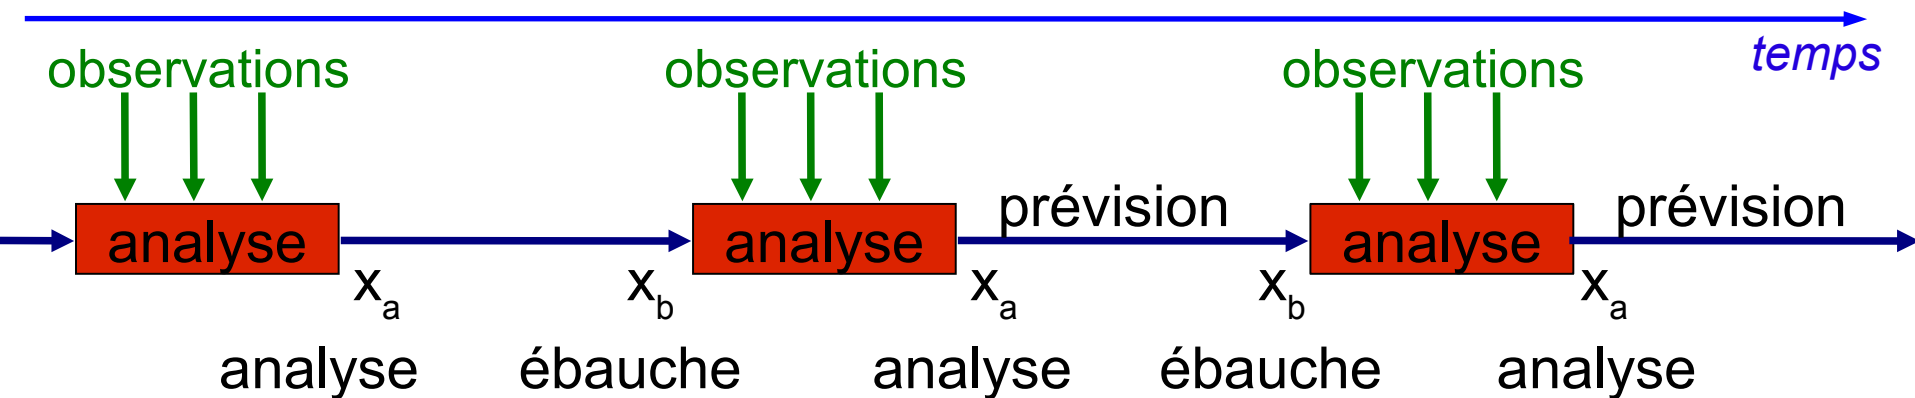 temps
observations observations observations
prévision prévision
analyse analyse analyse
xa xb xa xb xa
analyse ébauche analyse ébauche analyse